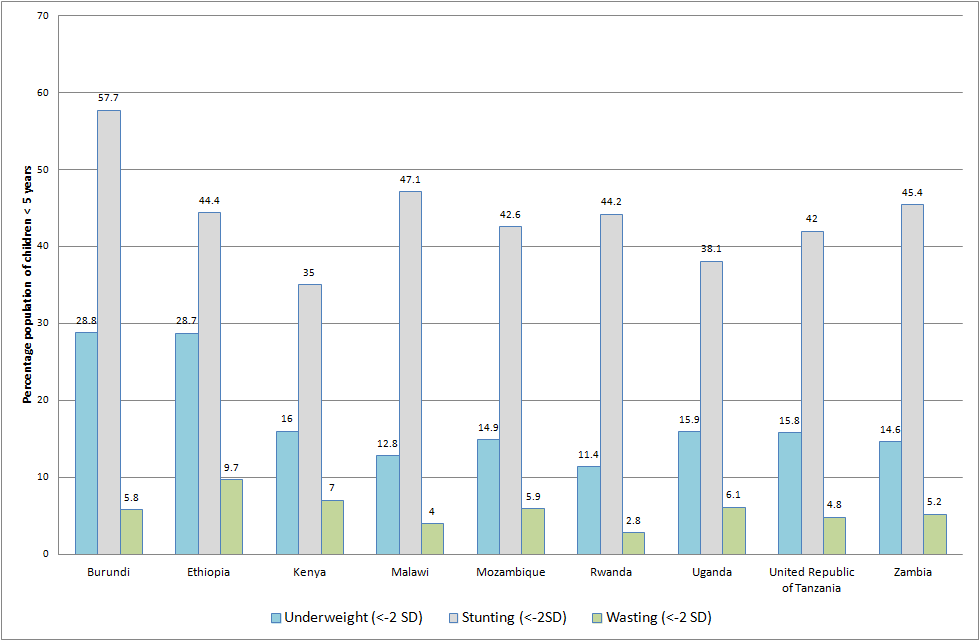 70
60
50
40
30
20
10
0
Percentage population of children < 5 years
28.8
57.7
5.8
28.7
44.4
9.7
16
35
7
12.8
47.1
4
14.9
42.6
5.9
11.4
44.2
2.8
15.9
38.1
6.1
15.8
42
4.8
14.6
45.4
5.2
Burundi
Ethiopia
Kenya
Malawi
Mozambique
Rwanda
Uganda
United Republic
of Tanzania
Zambia
Underweight (<-2 SD)
Stunting (<-2SD)
Wasting (<-2 SD)